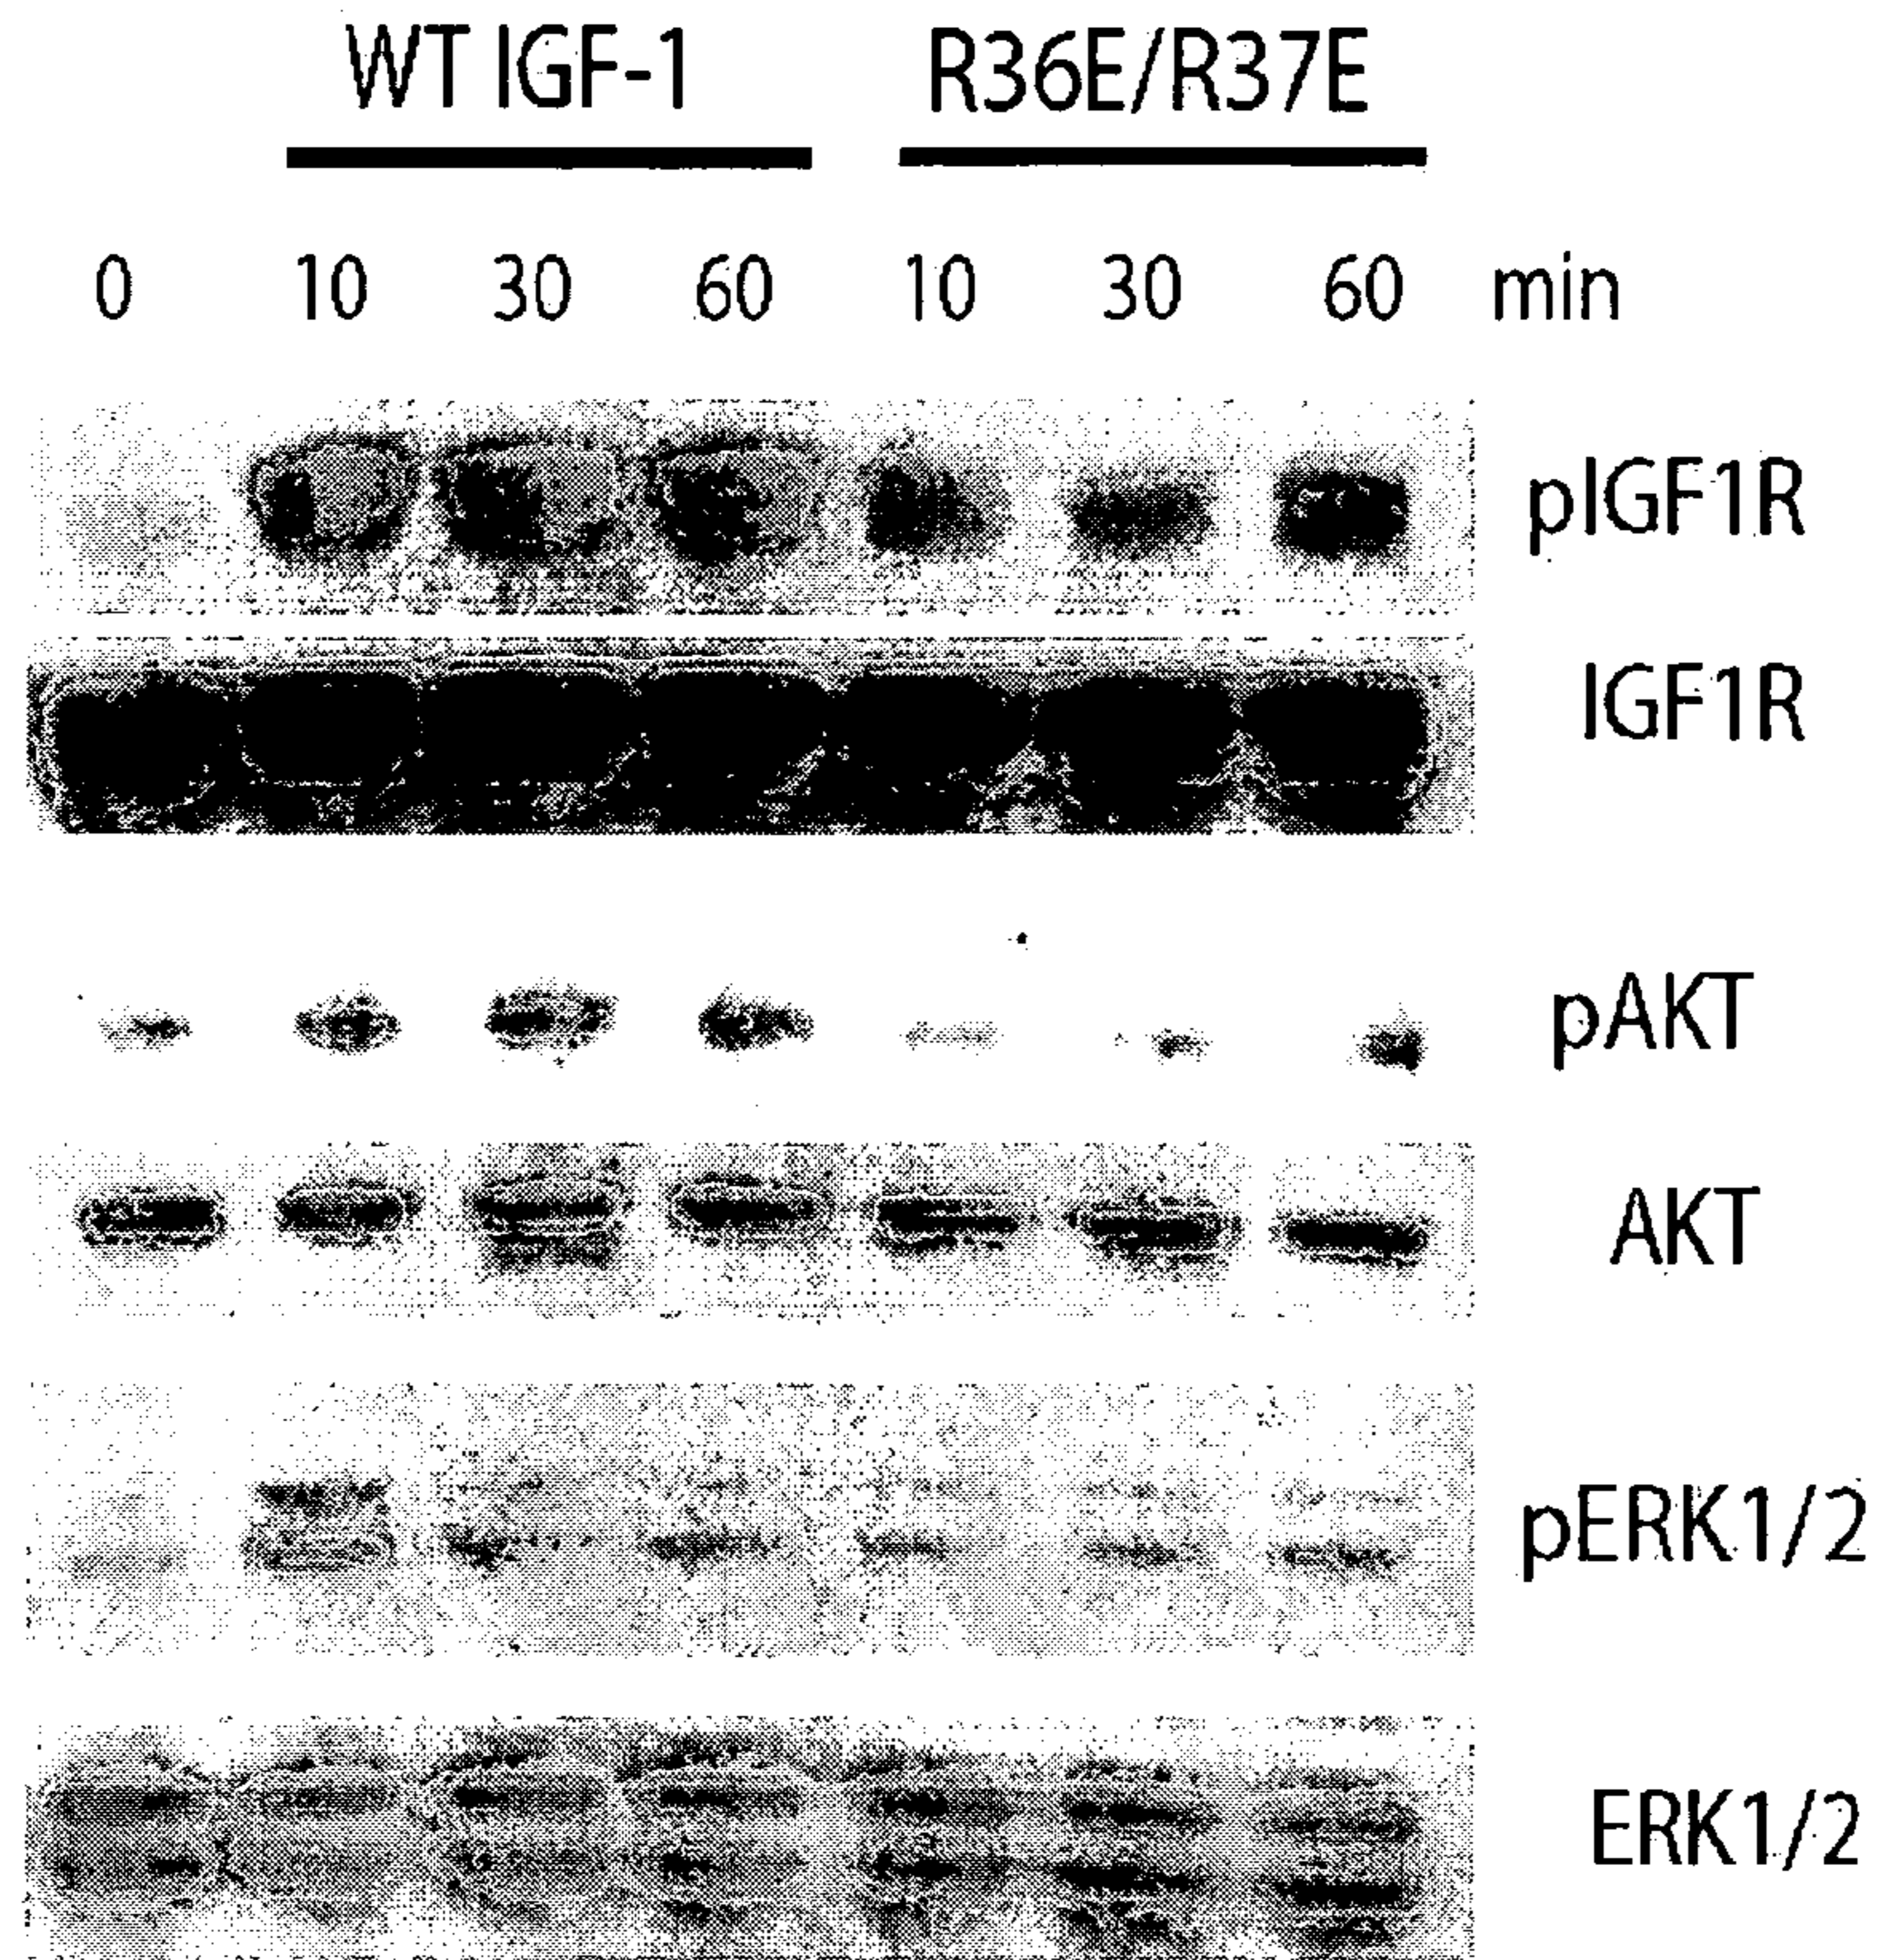 WT IGF-1 R36E/R37E
0 10 30 60 10 30 60 min
pIGF1R
IGF1R
pAKT
AKT
pERK1/2
ERK1/2